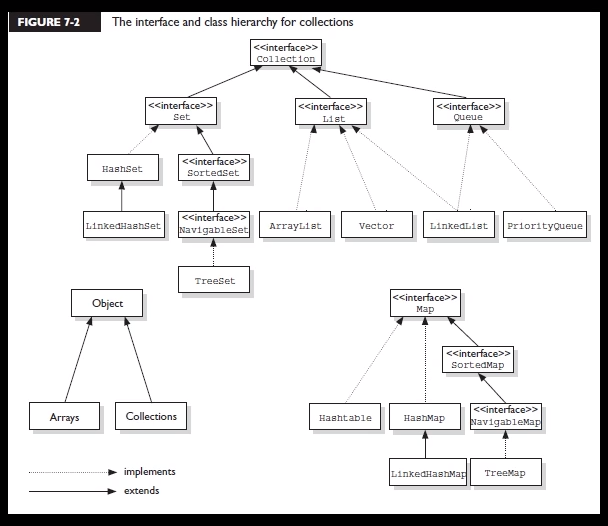 FIGURE 7-2 The interface and class hierarchy for collections
<<interface>>
Collection
<<interface>>
Set
<<interface>>
List
<<interface>>
Queue
HashSet
<<interface>>
SortedSet
LinkedHashSet
<<interface>>
NavigableSet
ArrayList
Vector
LinkedList
PriorityQueue
TreeSet
Object
<<interface>>
Map
<<interface>>
SortedMap
Arrays
Collections
Hashtable
HashMap
<<interface>>
NavigableMap
LinkedHashMap
TreeMap
implements
extends